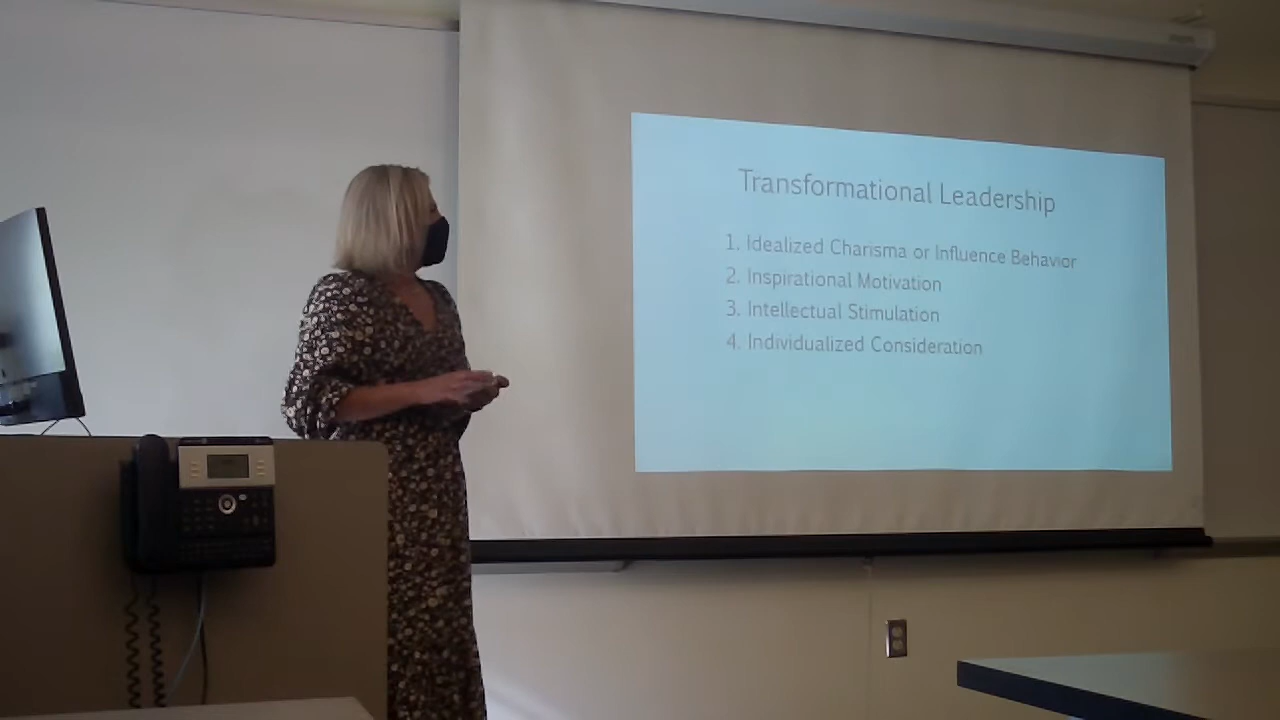 Transformational Leadership
1. Idealized Charisma or Influence Behavior
2. Inspirational Motivation
3. Intellectual Stimulation
4. Individualized Consideration